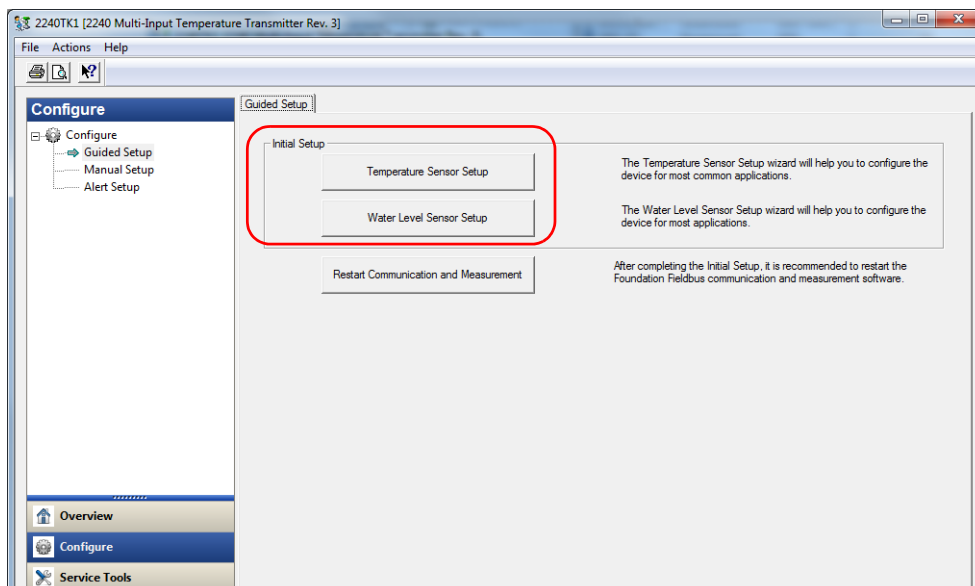 2240TK1 [2240 Multi-Input Temperature Transmitter Rev. 3]
File Actions Help
Configure
Configure
Guided Setup
Manual Setup
Alert Setup
Overview
Configure
Service Tools
Guided Setup
Initial Setup
Temperature Sensor Setup
The Temperature Sensor Setup wizard will help you to configure the
device for most common applications.
Water Level Sensor Setup
The Water Level Sensor Setup wizard will help you to configure the
device for most applications.
Restart Communication and Measurement
After completing the Initial Setup, it is recommended to restart the
Foundation Fieldbus communication and measurement software.